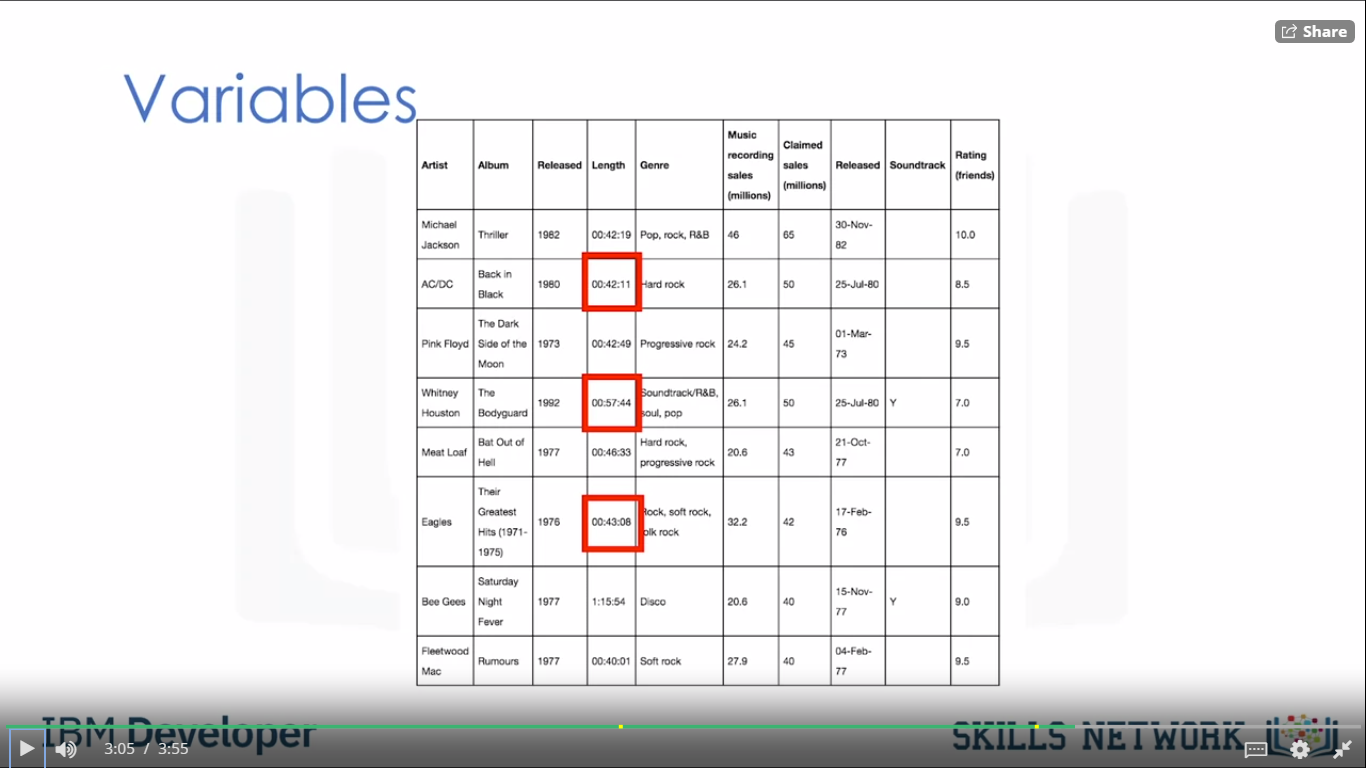 Share
Variables
Artist Album Released Length Genre Music recording sales (millions) Claimed sales (millions) Released Soundtrack Rating (friends)
Michael Jackson Thriller 1982 00:42:19 Pop, rock, R&B 46 65 30-Nov-82 10.0
AC/DC Back in Black 1980 00:42:11 Hard rock 26.1 50 25-Jul-80 8.5
Pink Floyd The Dark Side of the Moon 1973 00:42:49 Progressive rock 24.2 45 01-Mar-73 9.5
Whitney Houston The Bodyguard 1992 00:57:44 Soundtrack/R&B, soul, pop 26.1 50 25-Jul-80 Y 7.0
Meat Loaf Bat Out of Hell 1977 00:46:33 Hard rock, progressive rock 20.6 43 21-Oct-77 7.0
Eagles Their Greatest Hits (1971-1975) 1976 00:43:08 Rock, soft rock, folk rock 32.2 42 17-Feb-76 9.5
Bee Gees Saturday Night Fever 1977 1:15:54 Disco 20.6 40 15-Nov-77 Y 9.0
Fleetwood Mac Rumours 1977 00:40:01 Soft rock 27.9 40 04-Feb-77 9.5
IBM Developer
SKILLS NETWORK
3:05 / 3:55